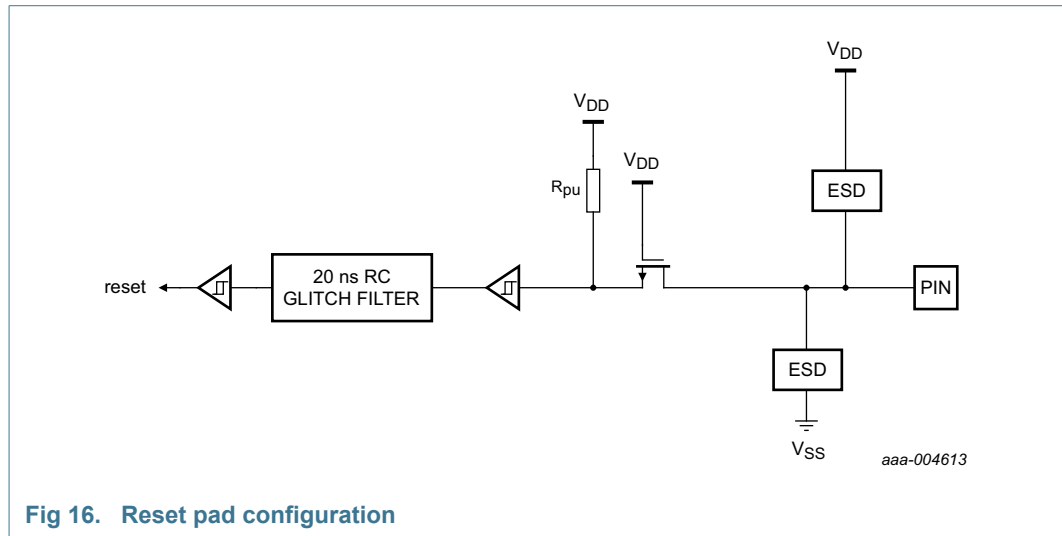 VDD
VDD
VDD
Rpu
ESD
reset
20 ns RC
GLITCH FILTER
PIN
ESD
VSS
aaa-004613
Fig 16. Reset pad configuration